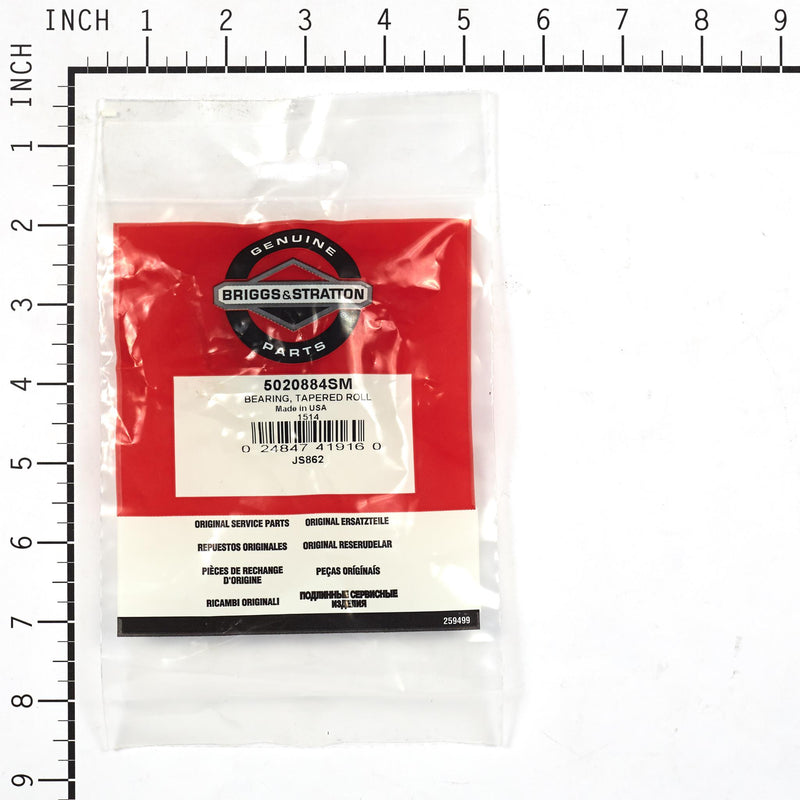 INCH 1 2 3 4 5 6 7 8 9
INCH
1
2
3
4
5
6
7
8
9
GENUINE
BRIGGS&STRATTON
PARTS
5020884SM
BEARING, TAPERED ROLL
Made in USA
1514
0 24847 41916 0
JS862
ORIGINAL SERVICE PARTS ORIGINAL ERSATZTEILE
REPUESTOS ORIGINALES ORIGINAL RESERUDELAR
PIÈCES DE RECHANGE
D'ORIGINE
PEÇAS ORÍGÍNAÍS
RICAMBI ORIGINALI
ПОДЛИННЫЕ СЕРВИСНЫЕ
ИЗДЕЛИЯ
259499